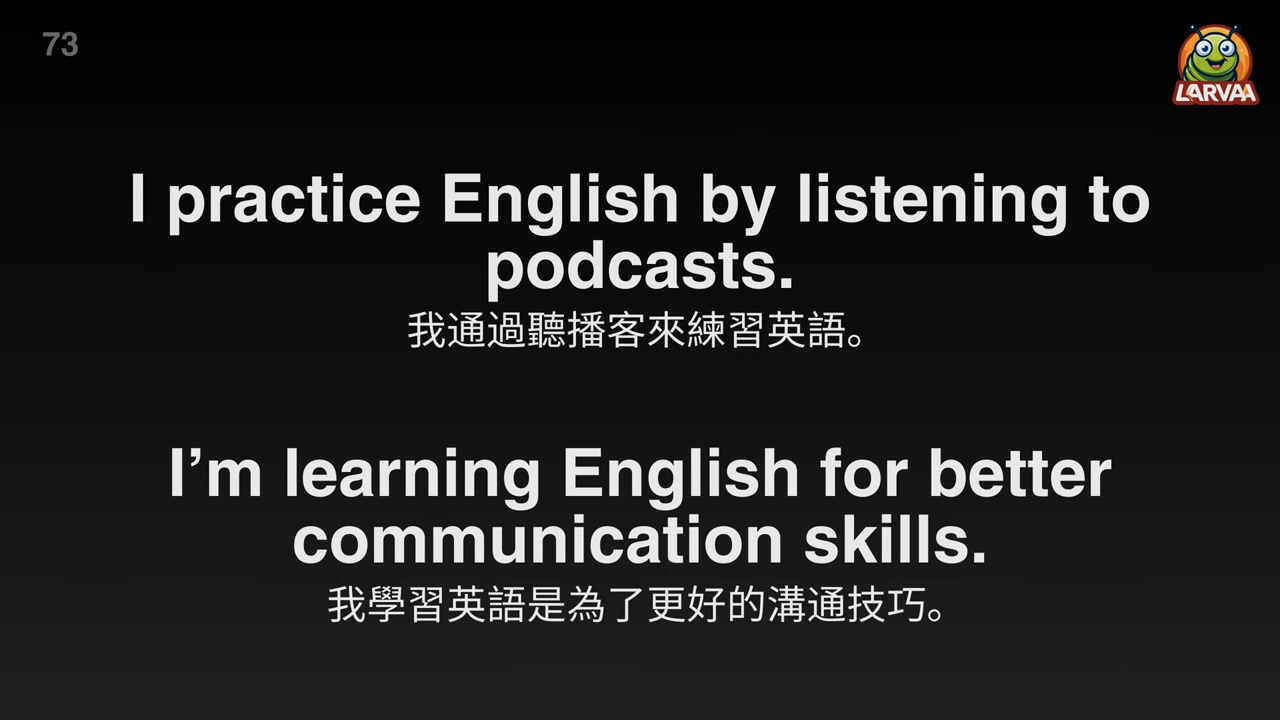 73
LARVAA
I practice English by listening to
podcasts.
我通過聽播客來練習英語。
I’m learning English for better
communication skills.
我學習英語是為了更好的溝通技巧。